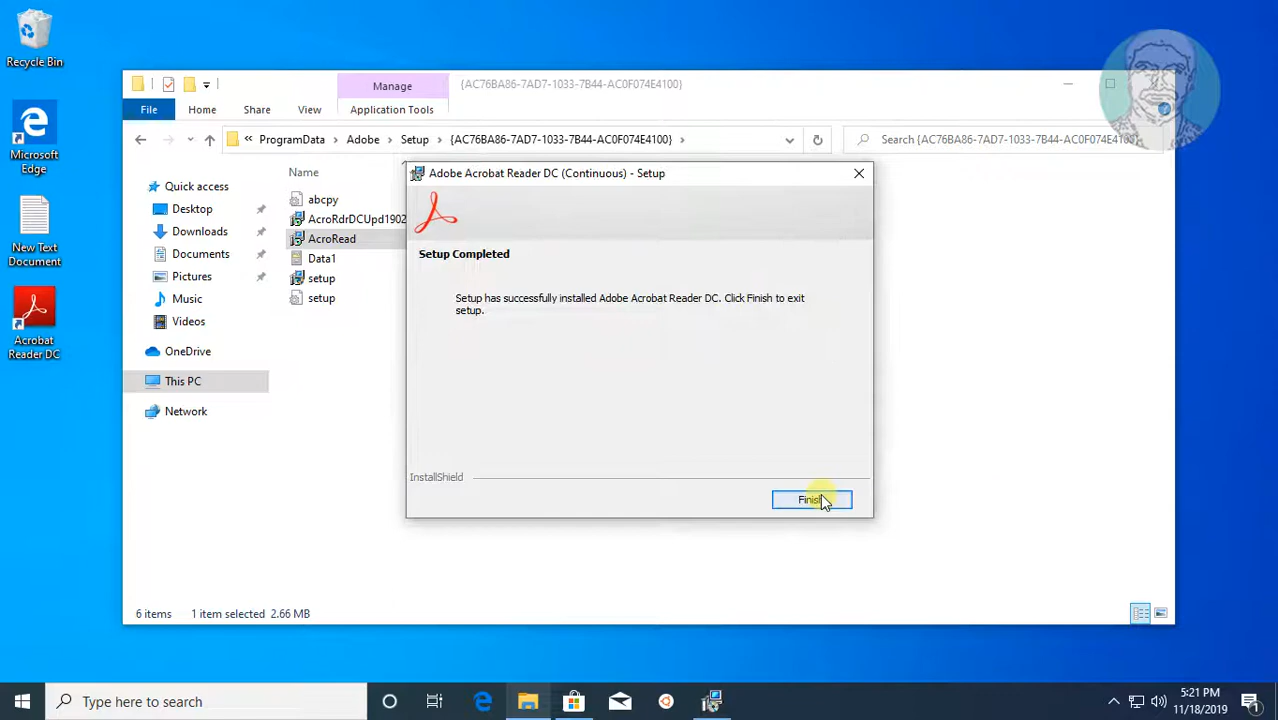 Recycle Bin
Microsoft
Edge
New Text
Document
Acrobat
Reader DC
Manage
{AC76BA86-7AD7-1033-7B44-AC0F074E4100}
File
Home
Share
View
Application Tools
« ProgramData › Adobe › Setup › {AC76BA86-7AD7-1033-7B44-AC0F074E4100} ›
Search {AC76BA86-7AD7-1033-7B44-AC0F074E4100}
Quick access
Desktop
Downloads
Documents
Pictures
Music
Videos
OneDrive
This PC
Network
Name
abcpy
AcroRdrDCUpd1902
AcroRead
Data1
setup
setup
Adobe Acrobat Reader DC (Continuous) - Setup
Setup Completed
Setup has successfully installed Adobe Acrobat Reader DC. Click Finish to exit
setup.
InstallShield
Finish
6 items
1 item selected 2.66 MB
Type here to search
5:21 PM
11/18/2019
1